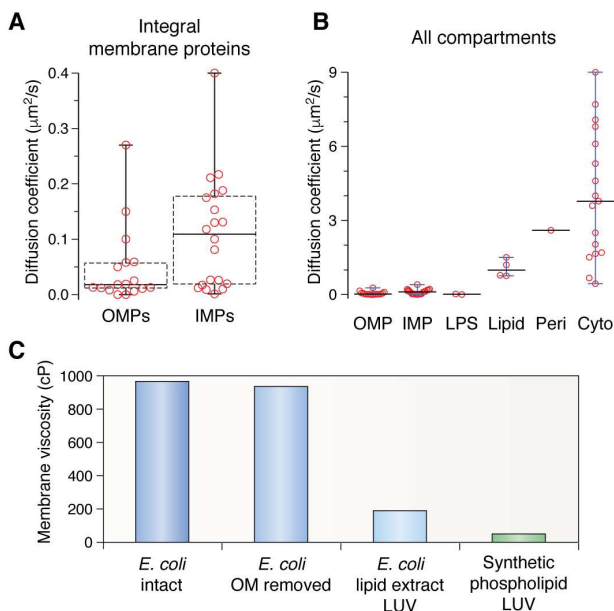 A
Integral
membrane proteins
Diffusion coefficient (μm²/s)
0.4
0.3
0.2
0.1
0.0
OMPs
IMPs
B
All compartments
Diffusion coefficient (μm²/s)
9
6
3
0
OMP
IMP
LPS
Lipid
Peri
Cyto
C
Membrane viscosity (cP)
1000
800
600
400
200
0
E. coli
intact
E. coli
OM removed
E. coli
lipid extract
LUV
Synthetic
phospholipid
LUV